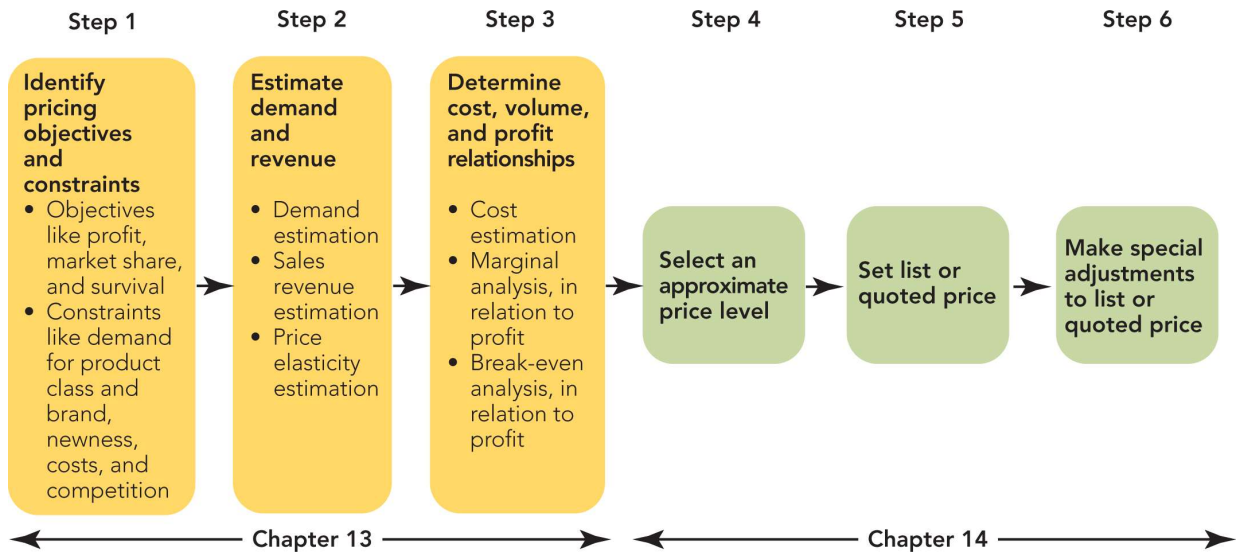 Step 1
Step 2
Step 3
Step 4
Step 5
Step 6
Identify
pricing
objectives
and
constraints
• Objectives
like profit,
market share,
and survival
• Constraints
like demand
for product
class and
brand,
newness,
costs, and
competition
Estimate
demand
and
revenue
• Demand
estimation
• Sales
revenue
estimation
• Price
elasticity
estimation
Determine
cost, volume,
and profit
relationships
• Cost
estimation
• Marginal
analysis, in
relation to
profit
• Break-even
analysis, in
relation to
profit
Select an
approximate
price level
Set list or
quoted price
Make special
adjustments
to list or
quoted price
Chapter 13
Chapter 14